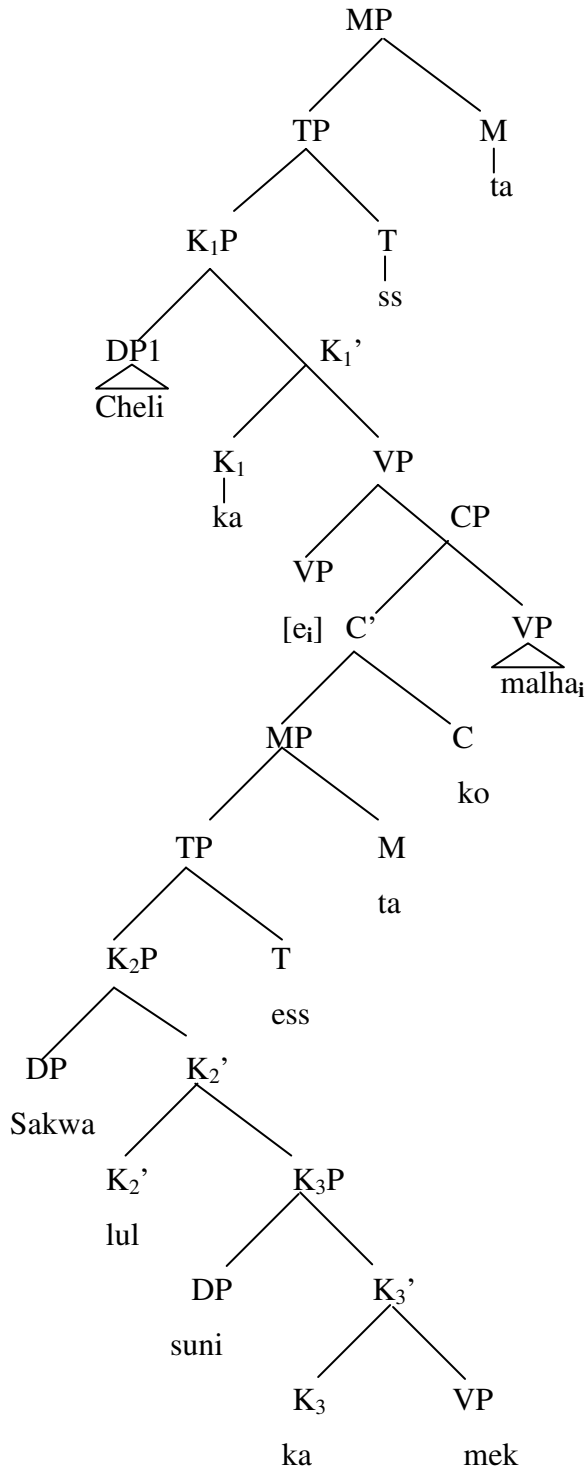 MP
TP M
ta
K₁P T
ss
DP1 K₁’
Cheli
K₁ VP
ka CP
VP
[eᵢ] C’ VP
malhaᵢ
MP C
ko
TP M
ta
K₂P T
ess
DP K₂’
Sakwa
K₂’ K₃P
lul
DP K₃’
suni
K₃ VP
ka mek